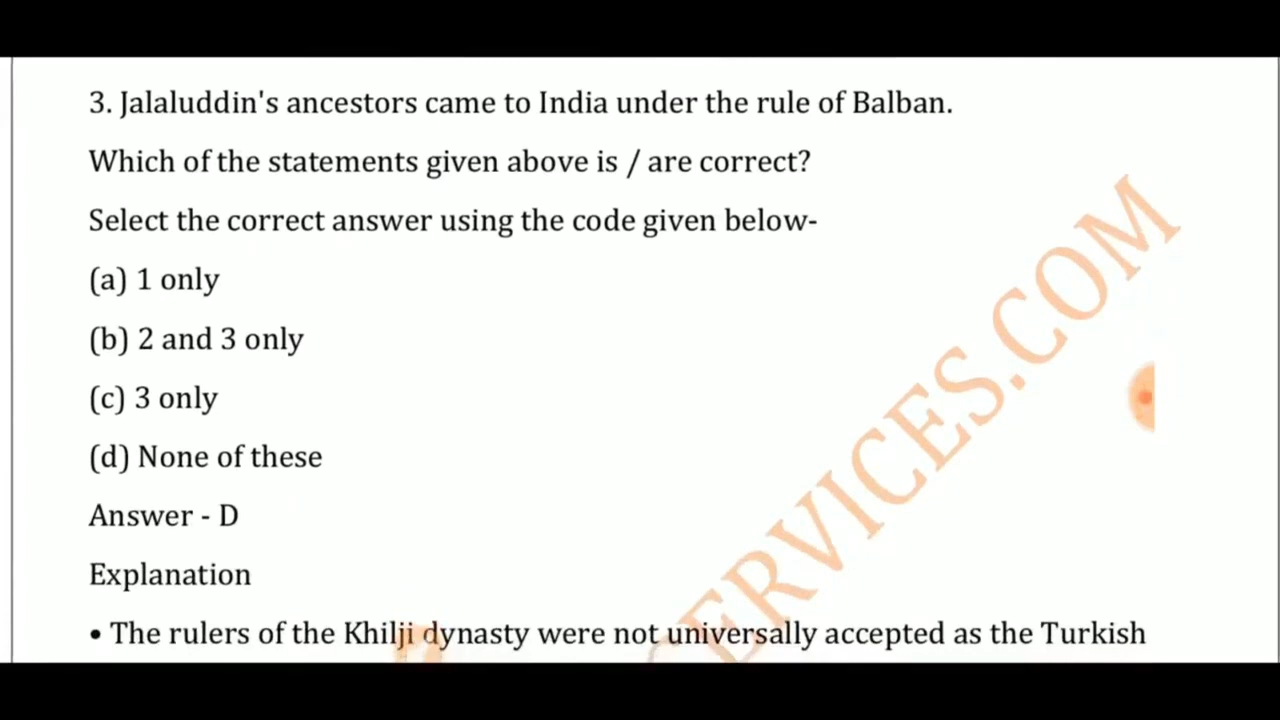 3. Jalaluddin's ancestors came to India under the rule of Balban.
Which of the statements given above is / are correct?
Select the correct answer using the code given below-
(a) 1 only
(b) 2 and 3 only
(c) 3 only
(d) None of these
Answer - D
Explanation
• The rulers of the Khilji dynasty were not universally accepted as the Turkish
SERVICES.COM